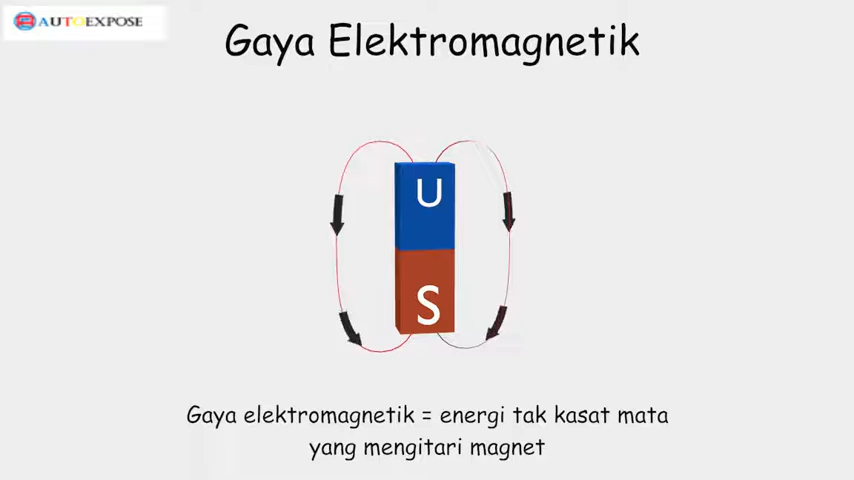 AUTOEXPOSE
Gaya Elektromagnetik
U
S
Gaya elektromagnetik = energi tak kasat mata
yang mengitari magnet